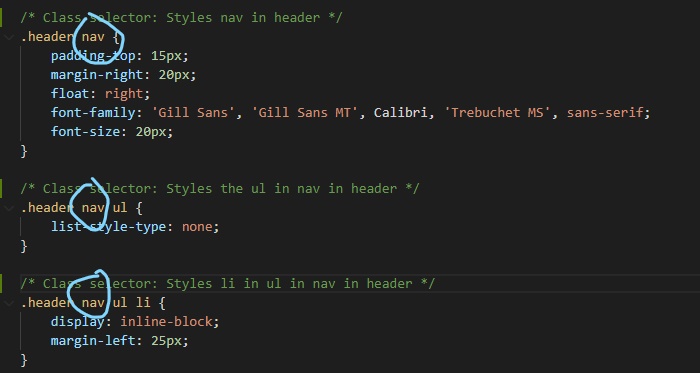 /* Class selector: Styles nav in header */
.header nav {
padding-top: 15px;
margin-right: 20px;
float: right;
font-family: 'Gill Sans', 'Gill Sans MT', Calibri, 'Trebuchet MS', sans-serif;
font-size: 20px;
}
/* Class selector: Styles the ul in nav in header */
.header nav ul {
list-style-type: none;
}
/* Class selector: Styles li in ul in nav in header */
.header nav ul li {
display: inline-block;
margin-left: 25px;
}